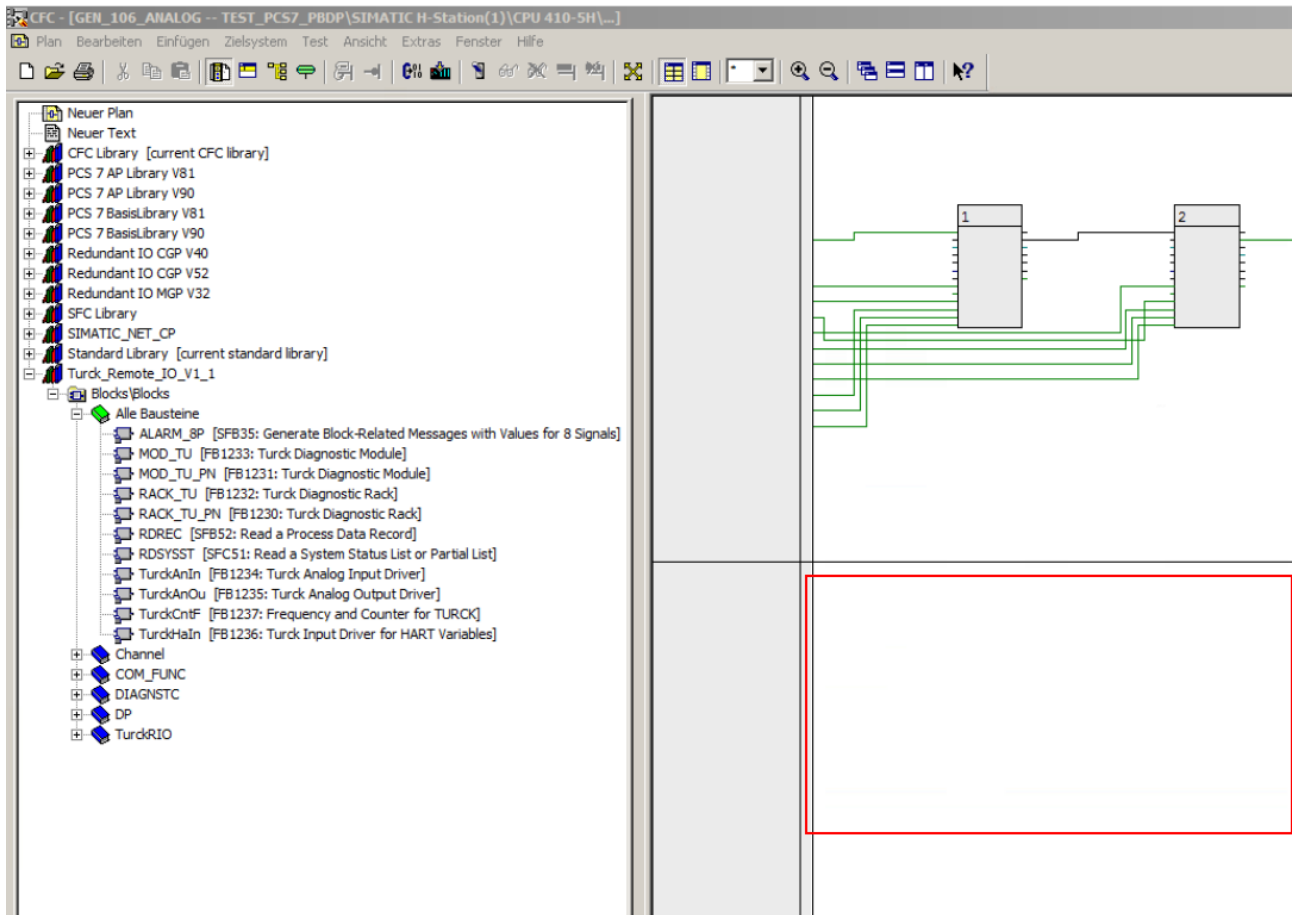 CFC - [GEN_106_ANALOG -- TEST_PCS7_PBDP\SIMATIC H-Station(1)\CPU 410-5H\...]
Plan Bearbeiten Einfügen Zielsystem Test Ansicht Extras Fenster Hilfe
Neuer Plan
Neuer Text
CFC Library [current CFC library]
PCS 7 AP Library V81
PCS 7 AP Library V90
PCS 7 BasisLibrary V81
PCS 7 BasisLibrary V90
Redundant IO CGP V40
Redundant IO CGP V52
Redundant IO MGP V32
SFC Library
SIMATIC_NET_CP
Standard Library [current standard library]
Turck_Remote_IO_V1_1
Blocks\Blocks
Alle Bausteine
ALARM_8P [SFB35: Generate Block-Related Messages with Values for 8 Signals]
MOD_TU [FB1233: Turck Diagnostic Module]
MOD_TU_PN [FB1231: Turck Diagnostic Module]
RACK_TU [FB1232: Turck Diagnostic Rack]
RACK_TU_PN [FB1230: Turck Diagnostic Rack]
RDREC [SFB52: Read a Process Data Record]
RDSYSST [SFC51: Read a System Status List or Partial List]
TurckAnIn [FB1234: Turck Analog Input Driver]
TurckAnOu [FB1235: Turck Analog Output Driver]
TurckCntF [FB1237: Frequency and Counter for TURCK]
TurckHaIn [FB1236: Turck Input Driver for HART Variables]
Channel
COM_FUNC
DIAGNSTC
DP
TurckRIO
1
2